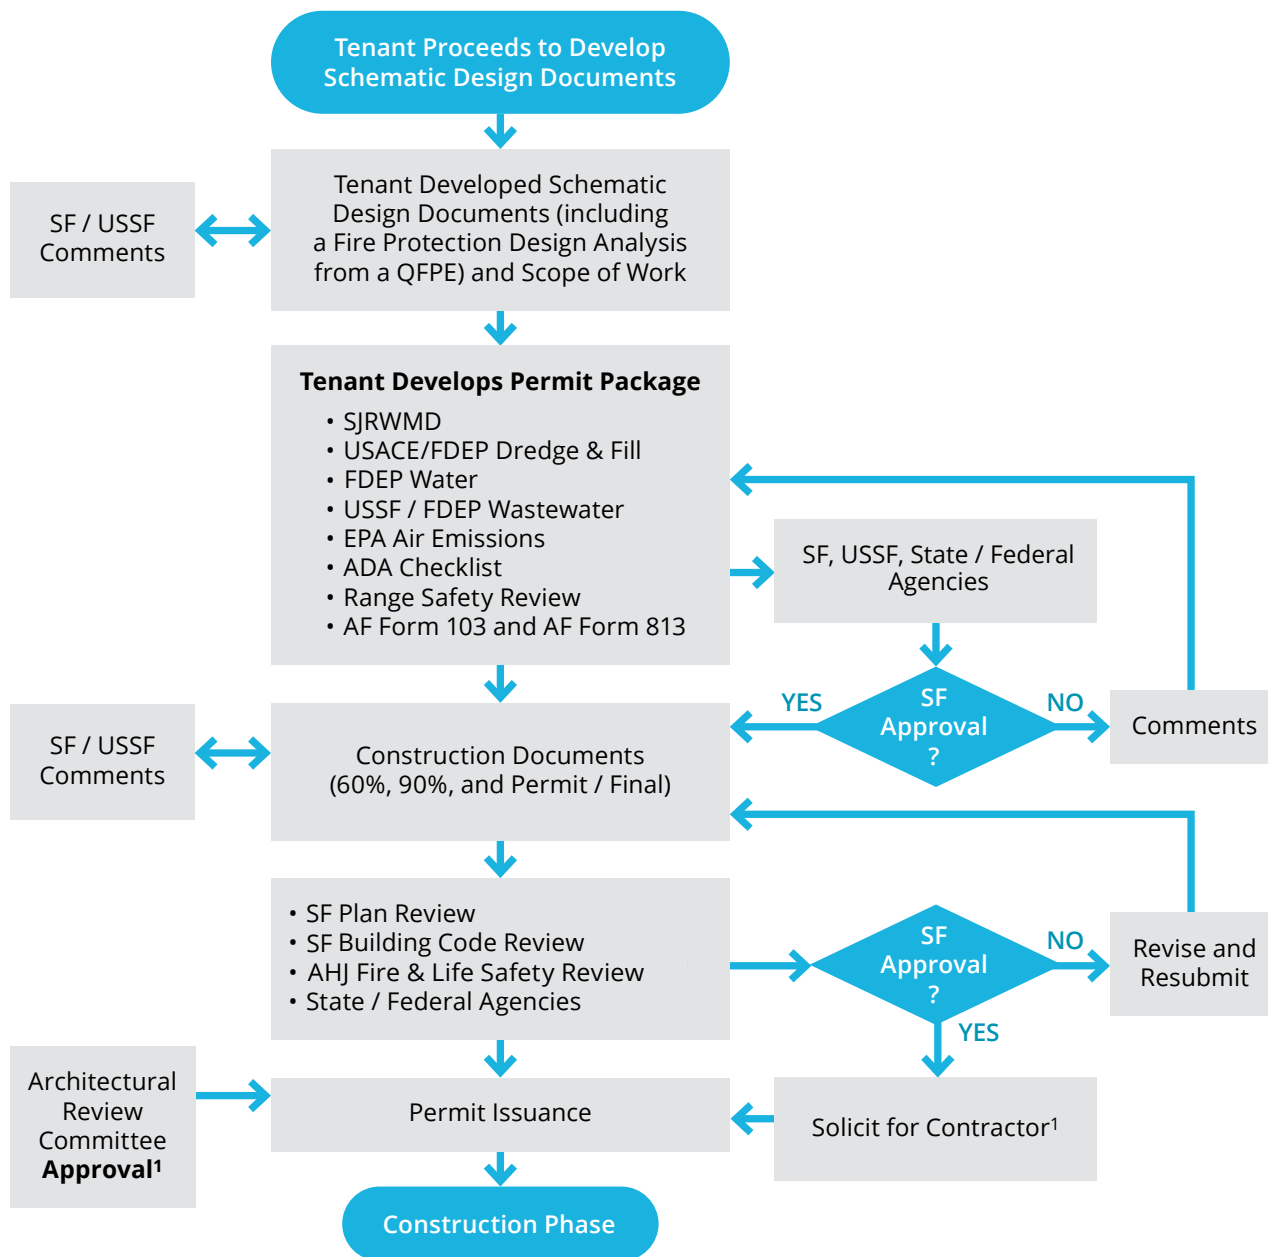 Tenant Proceeds to Develop
Schematic Design Documents
SF / USSF
Comments
Tenant Developed Schematic
Design Documents (including
a Fire Protection Design Analysis
from a QFPE) and Scope of Work
Tenant Develops Permit Package
• SJRWMD
• USACE/FDEP Dredge & Fill
• FDEP Water
• USSF / FDEP Wastewater
• EPA Air Emissions
• ADA Checklist
• Range Safety Review
• AF Form 103 and AF Form 813
SF, USSF, State / Federal
Agencies
YES
SF
Approval
?
NO
Comments
SF / USSF
Comments
Construction Documents
(60%, 90%, and Permit / Final)
• SF Plan Review
• SF Building Code Review
• AHJ Fire & Life Safety Review
• State / Federal Agencies
SF
Approval
?
NO
Revise and
Resubmit
YES
Architectural
Review
Committee
Approval¹
Permit Issuance
Solicit for Contractor¹
Construction Phase